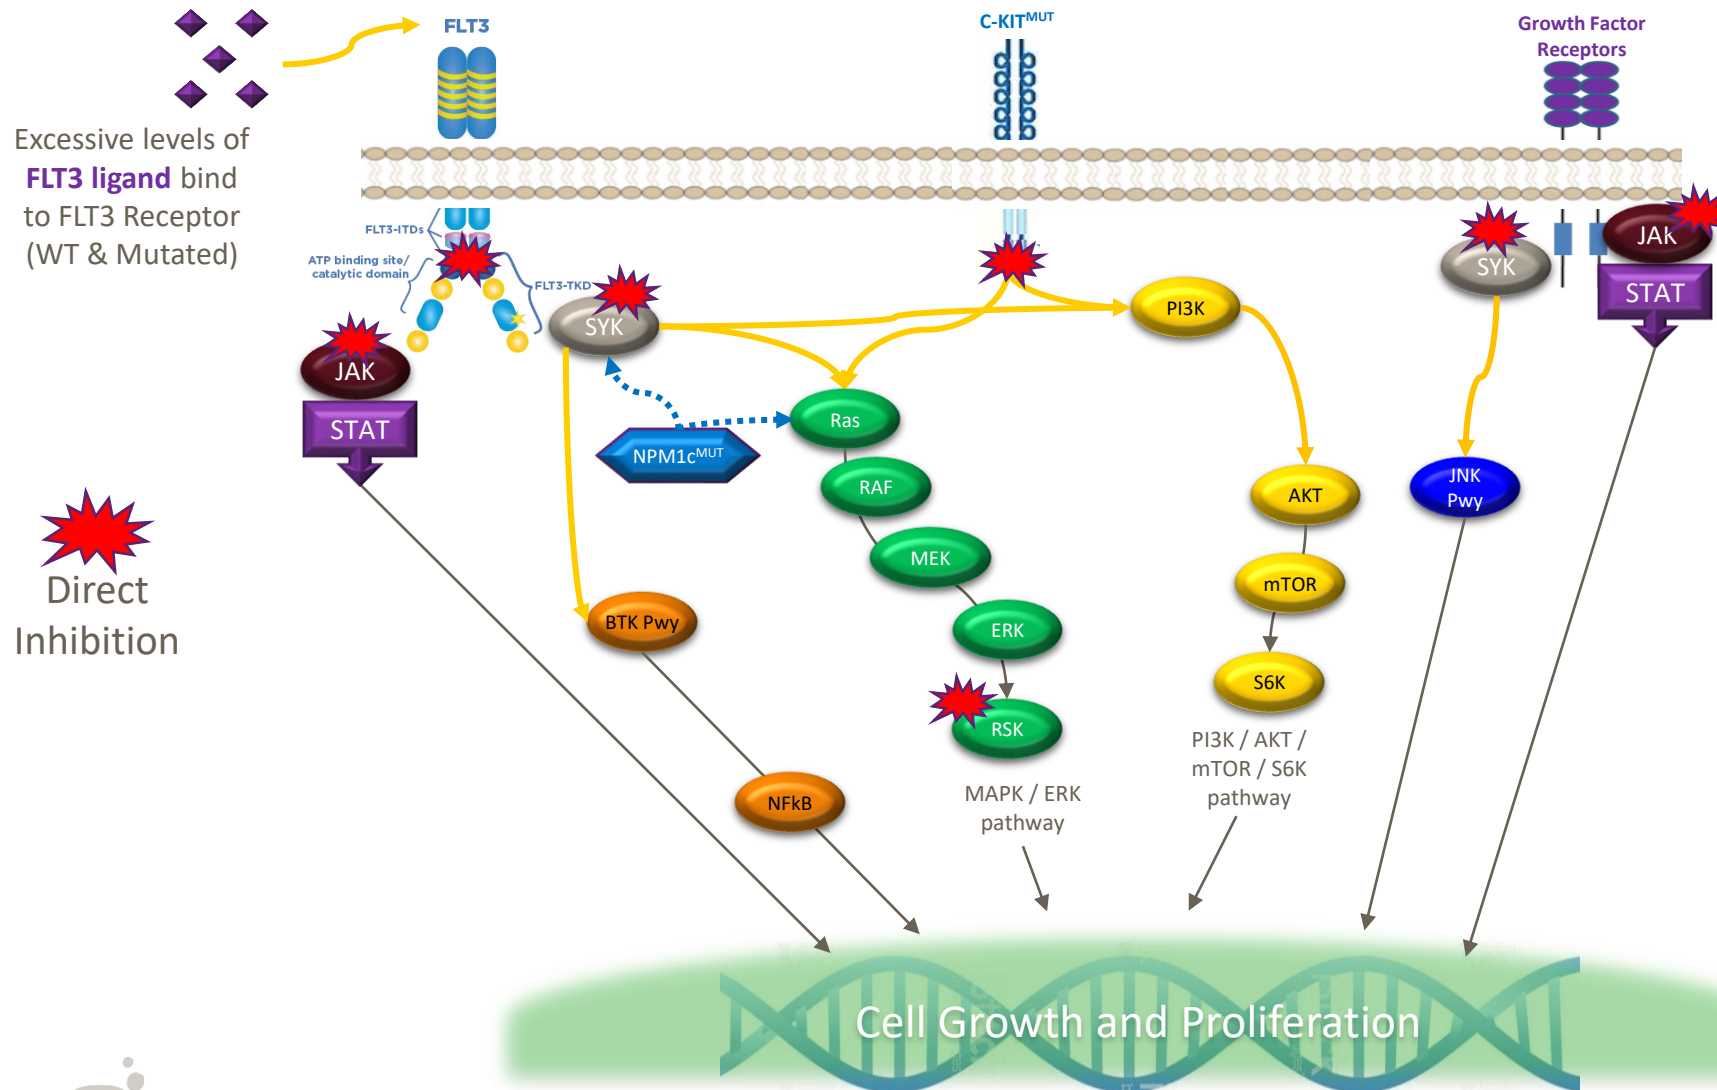 FLT3
C-KIT^MUT
Growth Factor
Receptors
Excessive levels of
FLT3 ligand bind
to FLT3 Receptor
(WT & Mutated)
FLT3-ITDs
ATP binding site/
catalytic domain
FLT3-TKD
SYK
JAK
STAT
PI3K
SYK
JAK
STAT
NPM1c^MUT
Ras
RAF
MEK
ERK
RSK
AKT
mTOR
S6K
JNK
Pwy
BTK Pwy
NFkB
Direct
Inhibition
MAPK / ERK
pathway
PI3K / AKT /
mTOR / S6K
pathway
Cell Growth and Proliferation